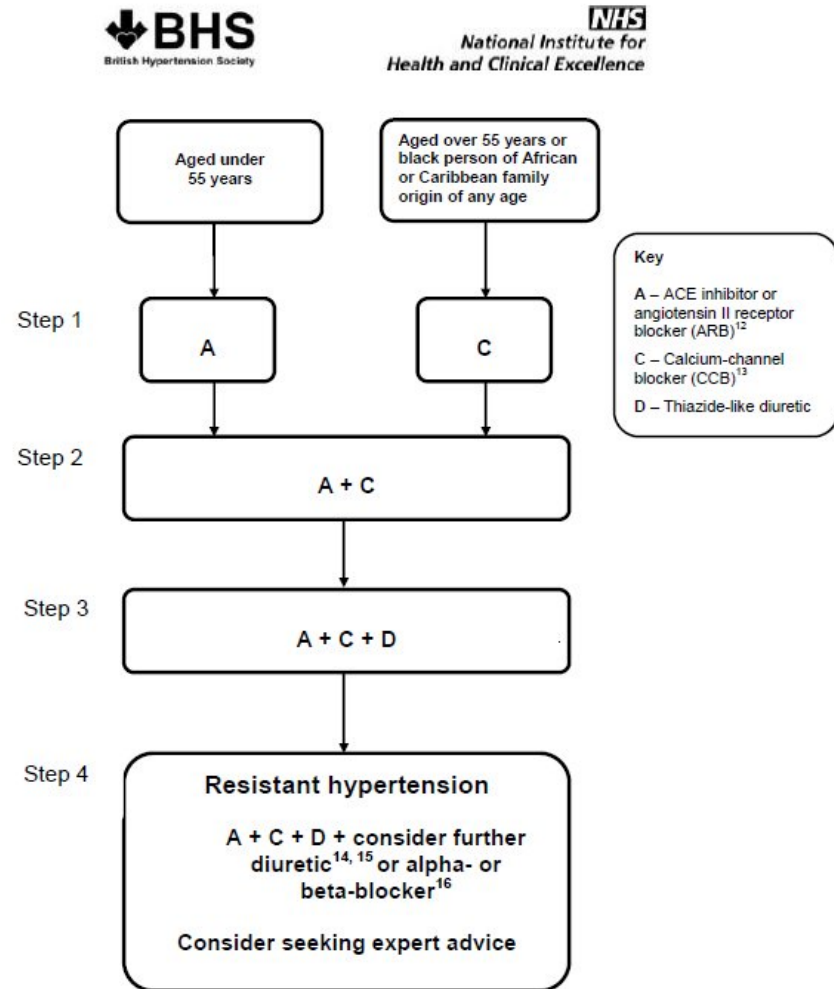 BHS
British Hypertension Society
NHS
National Institute for
Health and Clinical Excellence
Aged under
55 years
Aged over 55 years or
black person of African
or Caribbean family
origin of any age
Key
A – ACE inhibitor or
angiotensin II receptor
blocker (ARB)12
C – Calcium-channel
blocker (CCB)13
D – Thiazide-like diuretic
Step 1
A
C
Step 2
A + C
Step 3
A + C + D
Step 4
Resistant hypertension
A + C + D + consider further
diuretic14, 15 or alpha- or
beta-blocker16
Consider seeking expert advice